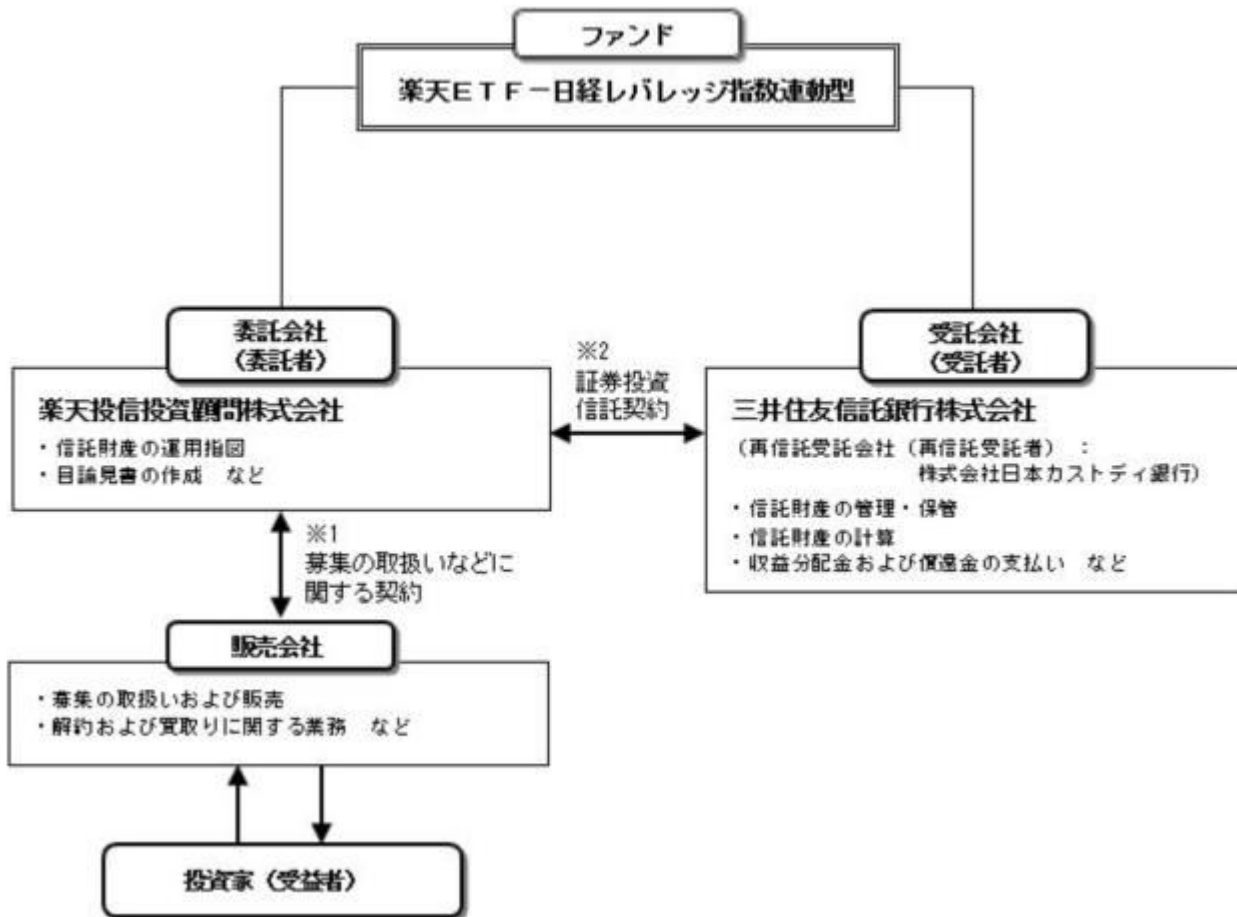 ファンド
楽天ETF－日経レバレッジ指数連動型
委託会社
（委託者）
楽天投信投資顧問株式会社
・信託財産の運用指図
・目論見書の作成　など
※2
証券投資
信託契約
受託会社
（受託者）
三井住友信託銀行株式会社
（再信託受託会社（再信託受託者）：
株式会社日本カストディ銀行）
・信託財産の管理・保管
・信託財産の計算
・収益分配金および償還金の支払い　など
※1
募集の取扱いなどに
関する契約
販売会社
・募集の取扱いおよび販売
・解約および買取りに関する業務　など
投資家（受益者）